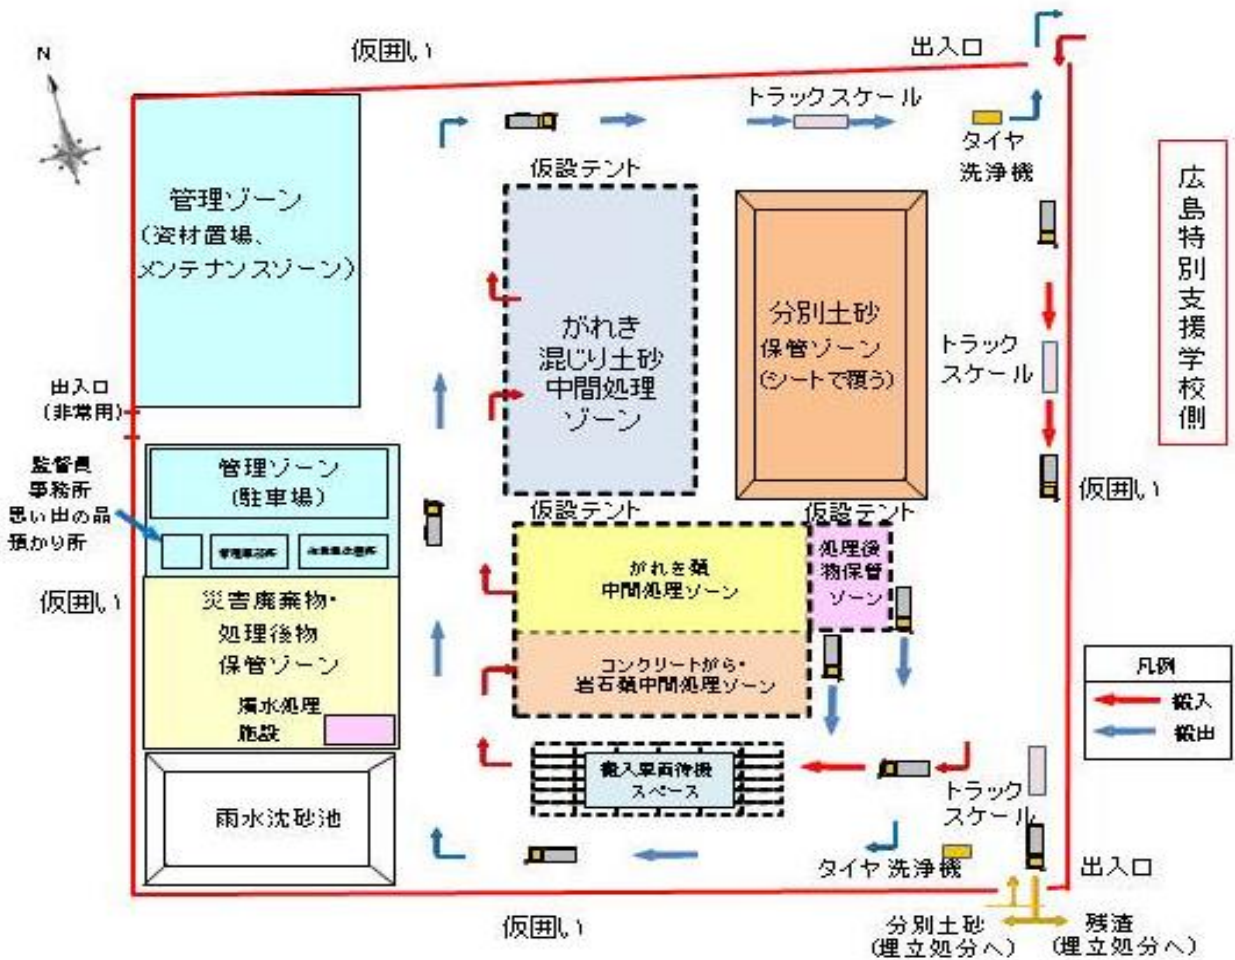 仮囲い
出入口
N
トラックスケール
タイヤ
洗浄機
仮設テント
管理ゾーン
(資材置場、
メンテナンスゾーン)
広島特別支援学校側
がれき
混じり土砂
中間処理
ゾーン
分別土砂
保管ゾーン
(シートで覆う)
トラック
スケール
出入口
(非常用)
管理ゾーン
(駐車場)
監督員
事務所
思い出の品
預かり所
仮設テント
仮設テント
仮囲い
がれき類
中間処理ゾーン
処理後
物保管
ゾーン
仮囲い
災害廃棄物・
処理後物
保管ゾーン
コンクリートがら・
岩石類中間処理ゾーン
濁水処理
施設
凡例
搬入
搬出
搬入車両待機
スペース
トラック
スケール
雨水沈砂池
タイヤ洗浄機
出入口
仮囲い
分別土砂
(埋立処分へ)
残渣
(埋立処分へ)